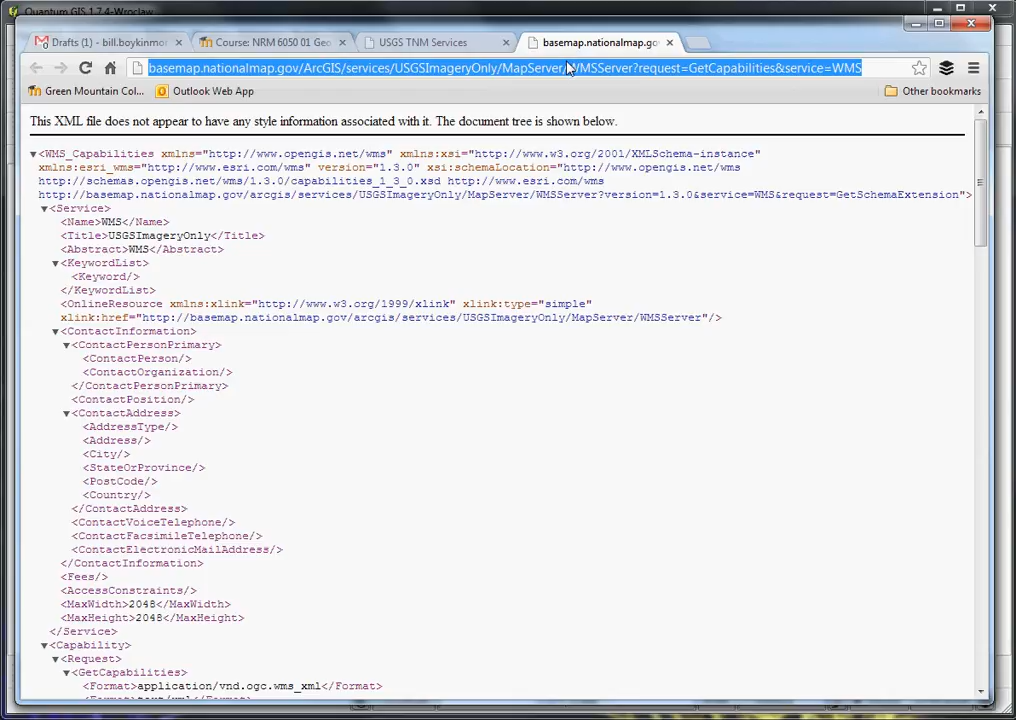 Quantum GIS 1.7.4-Wroclaw
Drafts (1) - bill.boykinmor
Course: NRM 6050 01 Geo
USGS TNM Services
basemap.nationalmap.go
basemap.nationalmap.gov/ArcGIS/services/USGSImageryOnly/MapServer/WMSServer?request=GetCapabilities&service=WMS
Green Mountain Col...
Outlook Web App
Other bookmarks
This XML file does not appear to have any style information associated with it. The document tree is shown below.
<WMS_Capabilities xmlns="http://www.opengis.net/wms" xmlns:xsi="http://www.w3.org/2001/XMLSchema-instance"
xmlns:esri_wms="http://www.esri.com/wms" version="1.3.0" xsi:schemaLocation="http://www.opengis.net/wms
http://schemas.opengis.net/wms/1.3.0/capabilities_1_3_0.xsd http://www.esri.com/wms
http://basemap.nationalmap.gov/arcgis/services/USGSImageryOnly/MapServer/WMSServer?version=1.3.0&service=WMS&request=GetSchemaExtension">
<Service>
<Name>WMS</Name>
<Title>USGSImageryOnly</Title>
<Abstract>WMS</Abstract>
<KeywordList>
<Keyword/>
</KeywordList>
<OnlineResource xmlns:xlink="http://www.w3.org/1999/xlink" xlink:type="simple"
xlink:href="http://basemap.nationalmap.gov/arcgis/services/USGSImageryOnly/MapServer/WMSServer"/>
<ContactInformation>
<ContactPersonPrimary>
<ContactPerson/>
<ContactOrganization/>
</ContactPersonPrimary>
<ContactPosition/>
<ContactAddress>
<AddressType/>
<Address/>
<City/>
<StateOrProvince/>
<PostCode/>
<Country/>
</ContactAddress>
<ContactVoiceTelephone/>
<ContactFacsimileTelephone/>
<ContactElectronicMailAddress/>
</ContactInformation>
<Fees/>
<AccessConstraints/>
<MaxWidth>2048</MaxWidth>
<MaxHeight>2048</MaxHeight>
</Service>
<Capability>
<Request>
<GetCapabilities>
<Format>application/vnd.ogc.wms_xml</Format>
<Format>text/xml</Format>